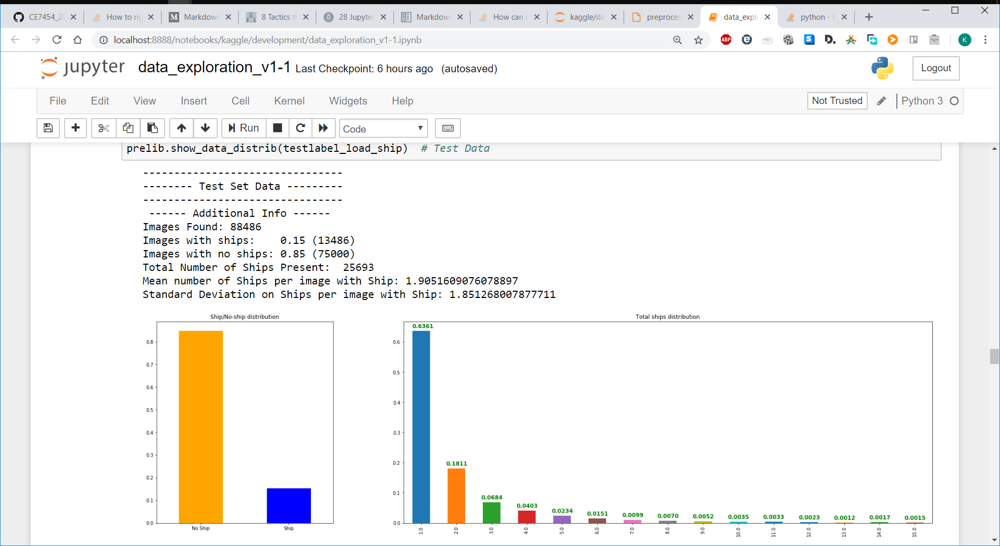 CE7454_20 How to rig Markdown 8 Tactics to 28 Jupyter Markdown How can I kaggle/de preproces data_explo python - H
localhost:8888/notebooks/kaggle/development/data_exploration_v1-1.ipynb ABP S D. K
jupyter data_exploration_v1-1 Last Checkpoint: 6 hours ago (autosaved) Logout
File Edit View Insert Cell Kernel Widgets Help Not Trusted Python 3
Run Code
prelib.show_data_distrib(testlabel_load_ship) # Test Data
--------------------------------
-------- Test Set Data ---------
--------------------------------
------ Additional Info ------
Images Found: 88486
Images with ships: 0.15 (13486)
Images with no ships: 0.85 (75000)
Total Number of Ships Present: 25693
Mean number of Ships per image with Ship: 1.9051609076078897
Standard Deviation on Ships per image with Ship: 1.851268007877711
Ship/No-ship distribution
0.8
0.7
0.6
0.5
0.4
0.3
0.2
0.1
0.0
No Ship Ship
Total ships distribution
0.6
0.5
0.4
0.3
0.2
0.1
0.0
0.6361 0.1811 0.0684 0.0403 0.0234 0.0151 0.0099 0.0070 0.0052 0.0035 0.0033 0.0023 0.0012 0.0017 0.0015
1.0 2.0 3.0 4.0 5.0 6.0 7.0 8.0 9.0 10.0 11.0 12.0 13.0 14.0 15.0